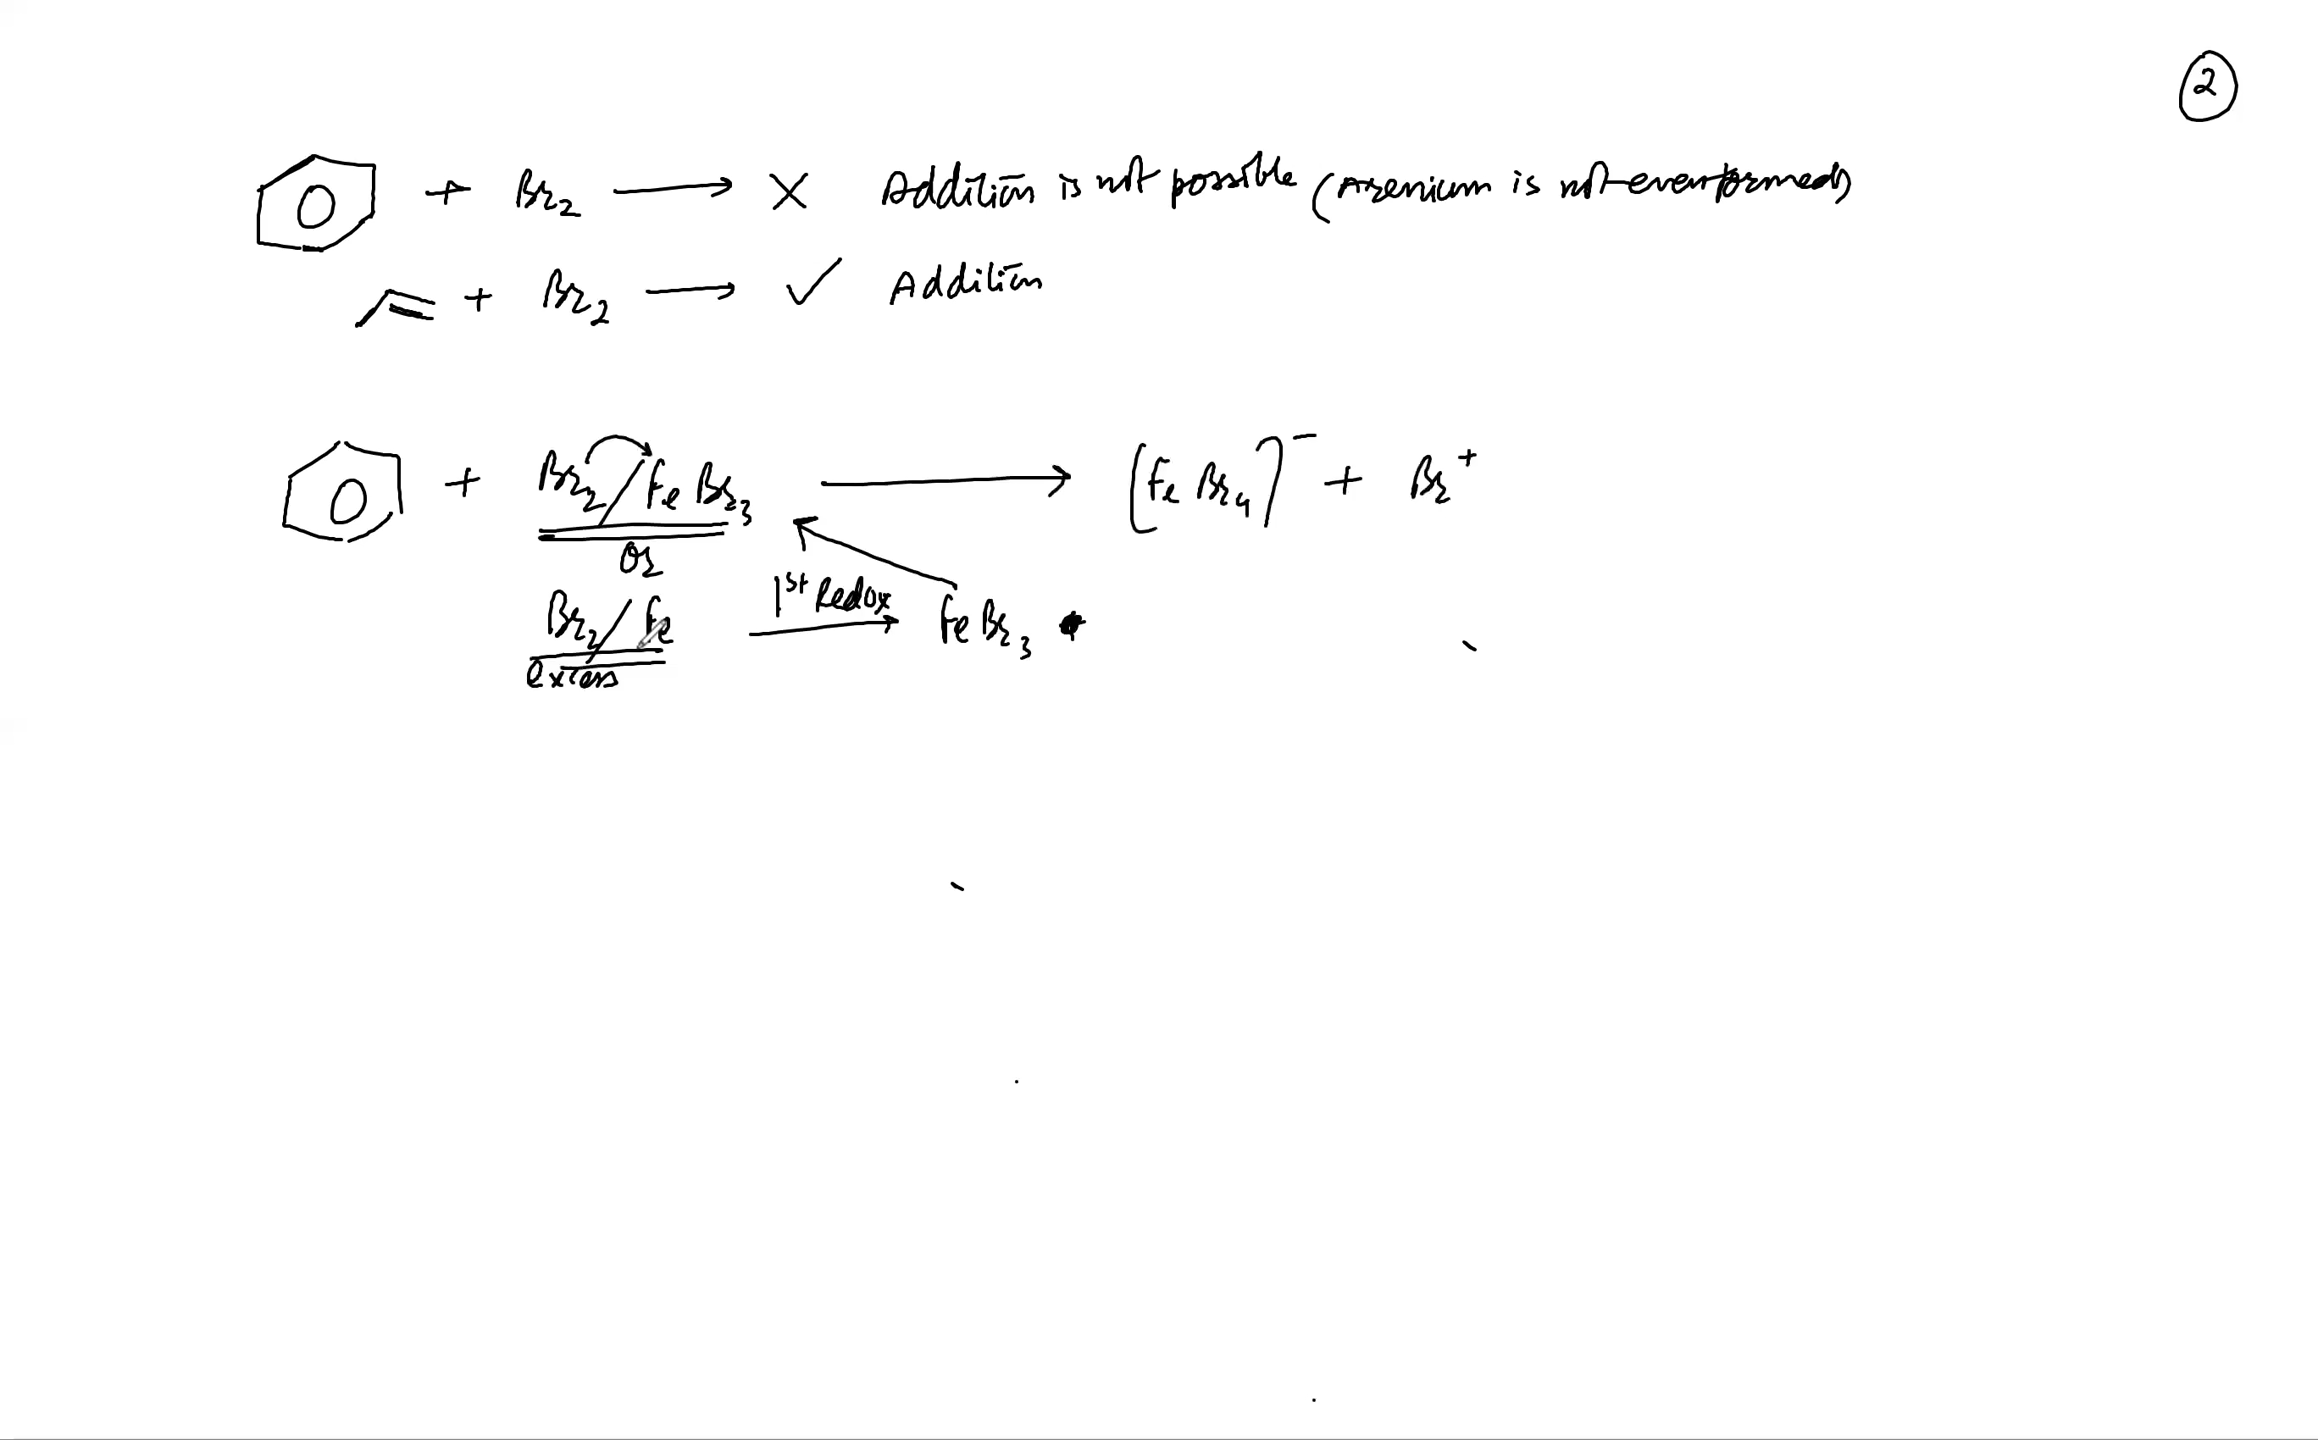 2
+ Br2 → X Addition is not possible (Arenium is not even formed)
+ Br2 → ✓ Addition
+ Br2/FeBr3 → [FeBr4]⁻ + Br⁺
or
Br2/Fe 1st Redox → FeBr3
excess